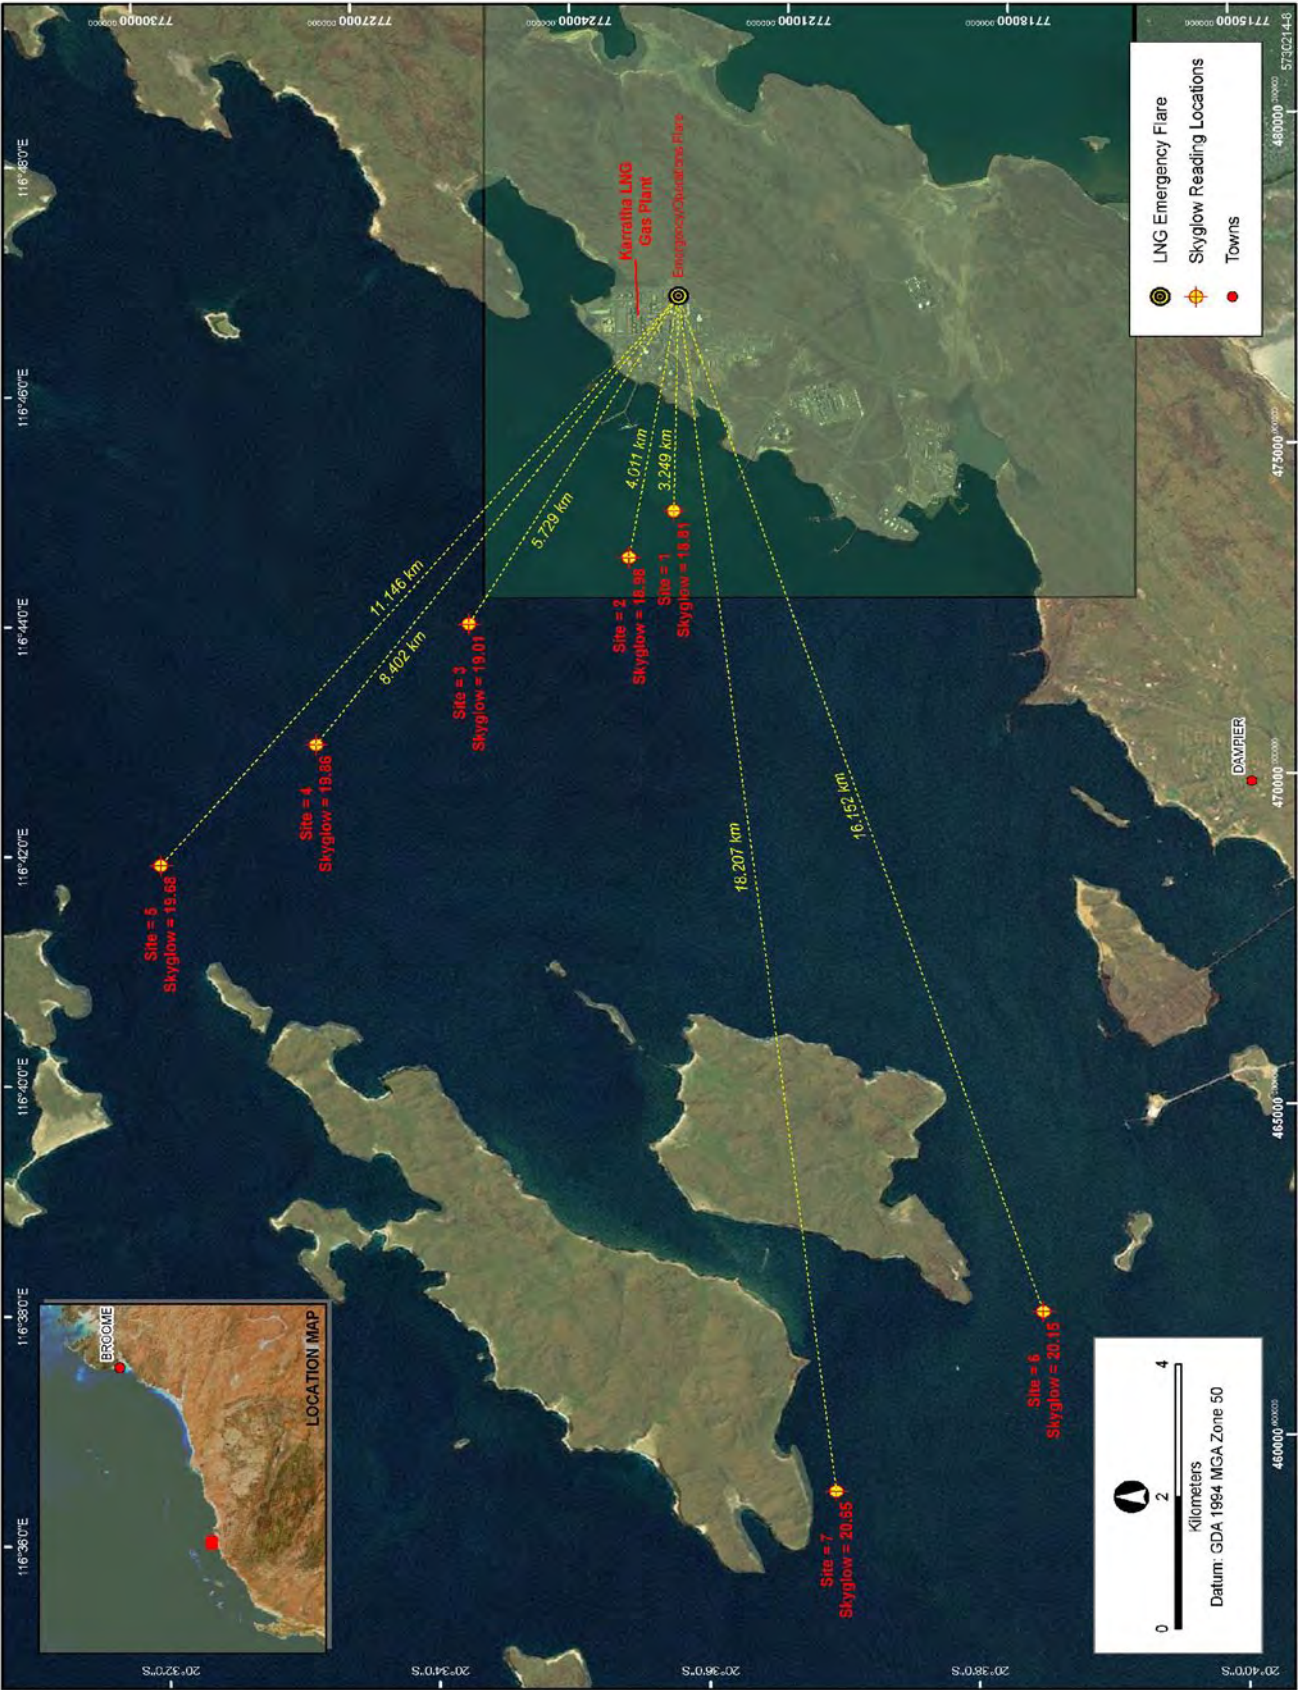 116°36'0"E
116°38'0"E
116°40'0"E
116°42'0"E
116°44'0"E
116°46'0"E
116°48'0"E
20°32'0"S
20°34'0"S
20°36'0"S
20°38'0"S
20°40'0"S
7730000
7727000
7724000
7721000
7718000
7715000
BROOME
LOCATION MAP
Site = 5
Skyglow = 19.68
11.146 km
Site = 4
Skyglow = 19.86
8.402 km
Site = 3
Skyglow = 19.01
5.729 km
Site = 2
Skyglow = 18.98
4.011 km
Site = 1
Skyglow = 18.81
3.249 km
Karratha LNG
Gas Plant
Emergency/Operations Flare
18.207 km
Site = 7
Skyglow = 20.65
16.152 km
Site = 6
Skyglow = 20.15
DAMPIER
0 2 4
Kilometers
Datum: GDA 1994 MGA Zone 50
LNG Emergency Flare
Skyglow Reading Locations
Towns
460000
465000
470000
475000
480000
5730214-8